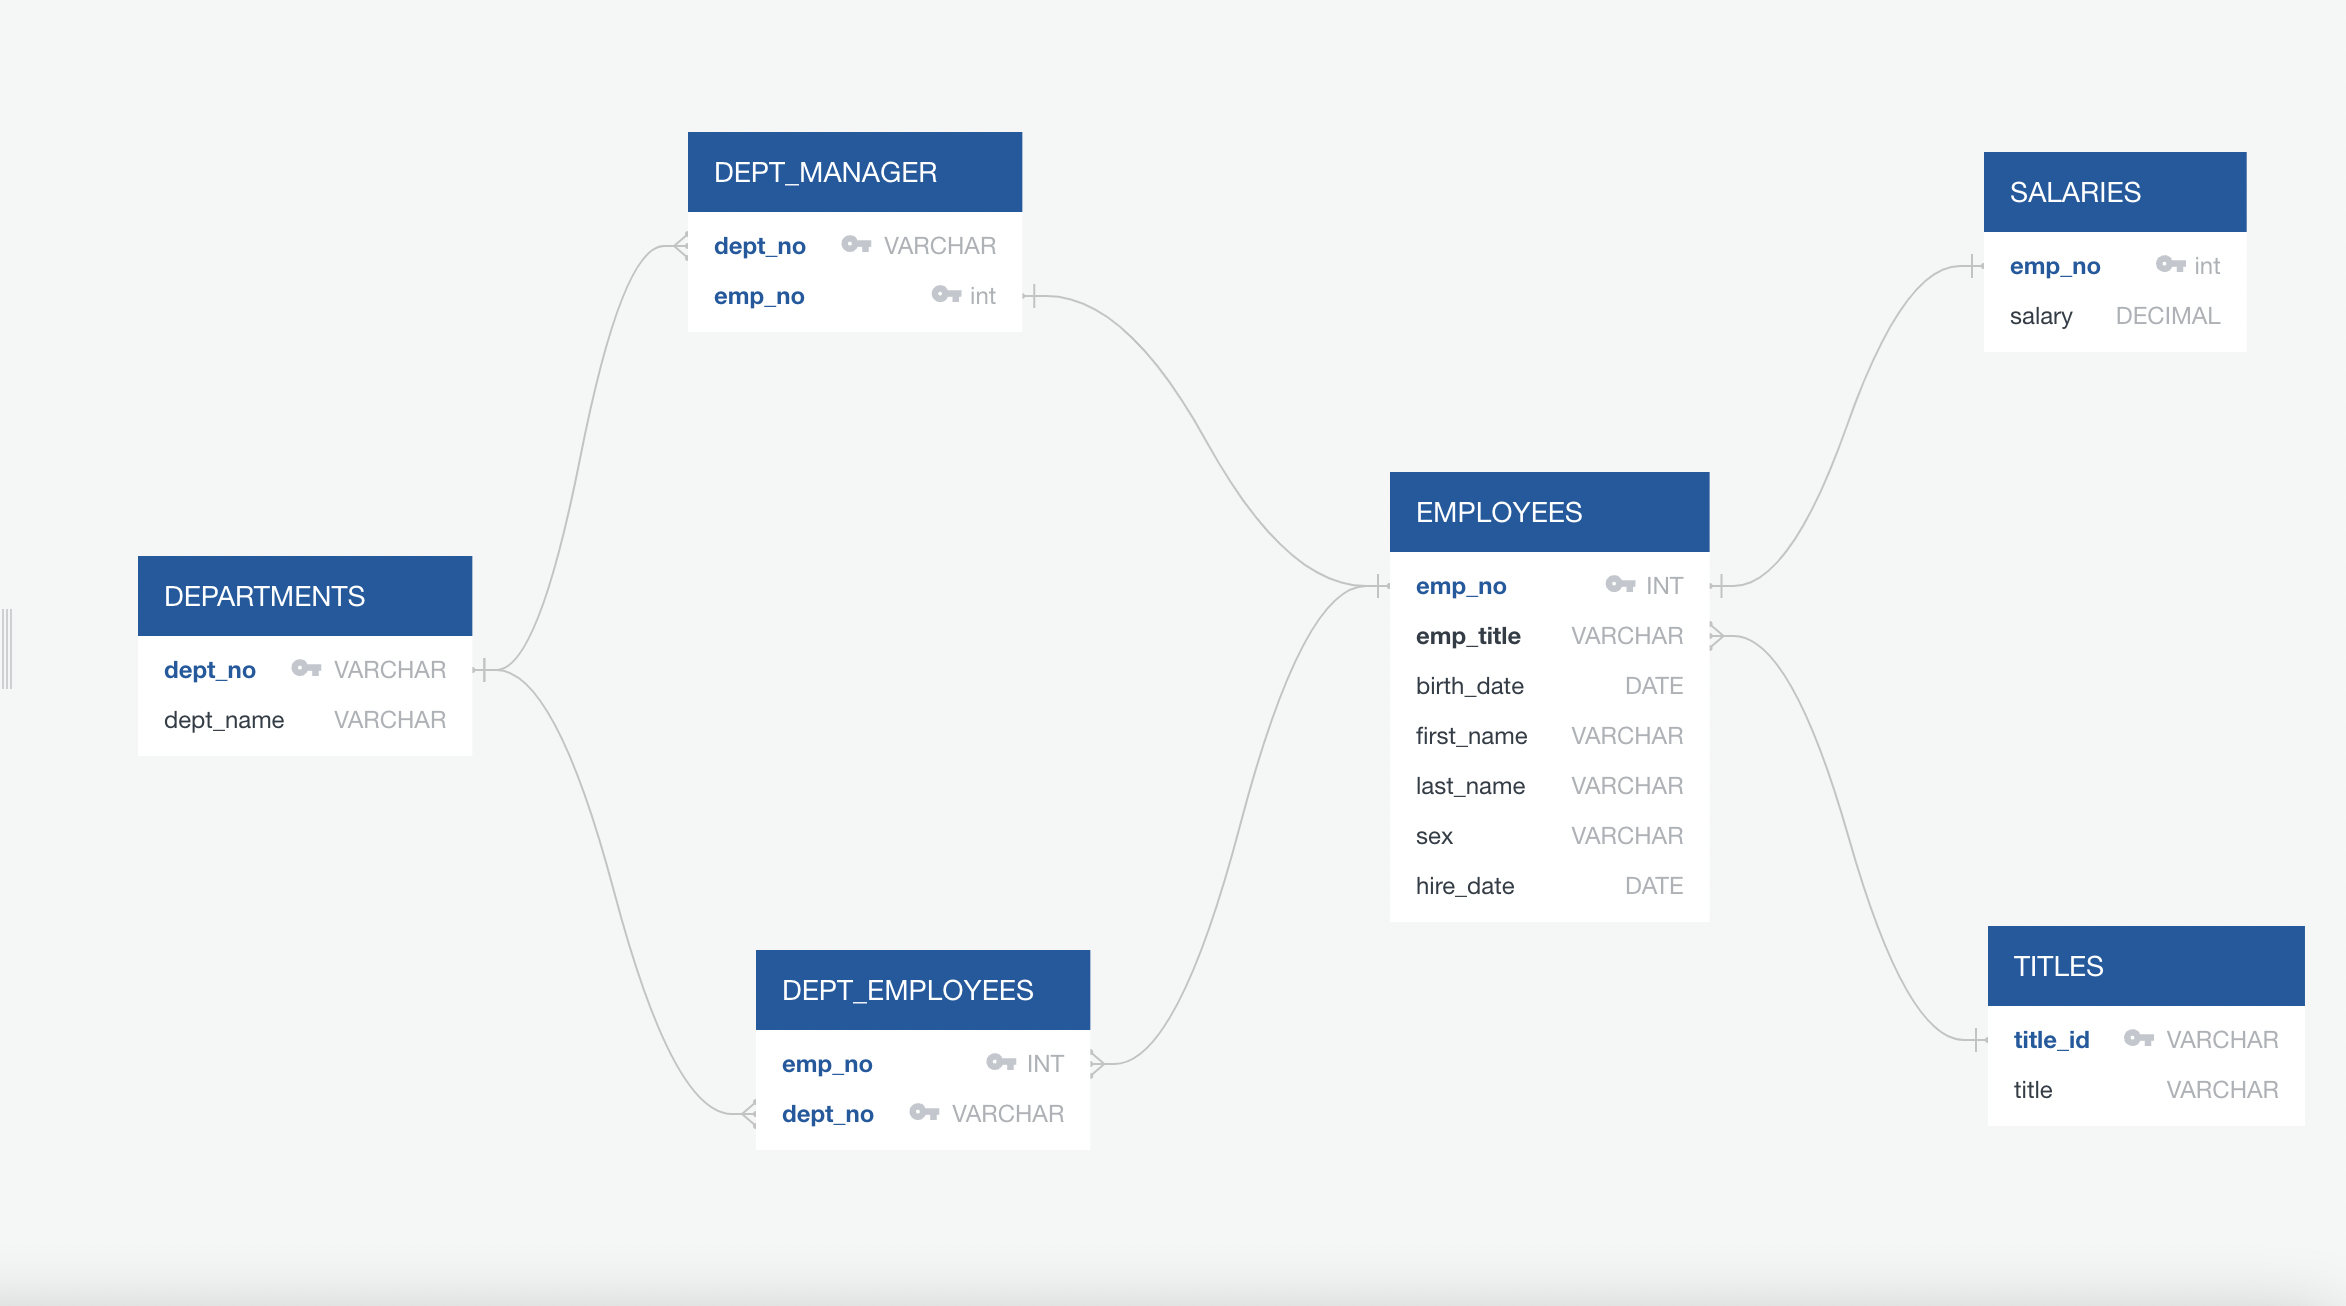 DEPT_MANAGER
dept_no VARCHAR
emp_no int
SALARIES
emp_no int
salary DECIMAL
EMPLOYEES
emp_no INT
emp_title VARCHAR
birth_date DATE
first_name VARCHAR
last_name VARCHAR
sex VARCHAR
hire_date DATE
DEPARTMENTS
dept_no VARCHAR
dept_name VARCHAR
DEPT_EMPLOYEES
emp_no INT
dept_no VARCHAR
TITLES
title_id VARCHAR
title VARCHAR